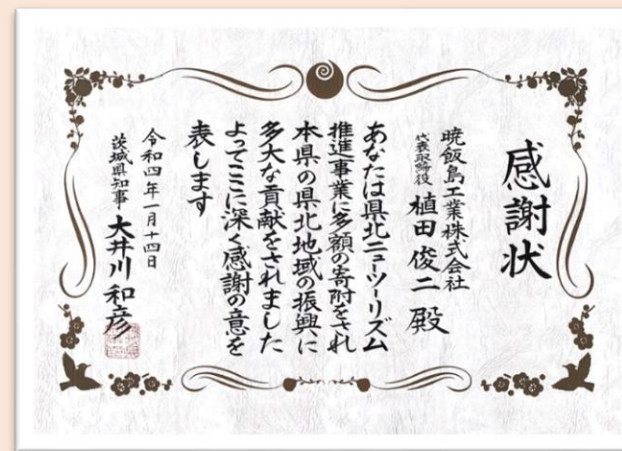 感謝状
暁飯島工業株式会社
代表取締役 植田俊二殿
あなたは県北ニューツーリズム
推進事業に多額の寄附をされ
本県の県北地域の振興に
多大な貢献をされました
よってここに深く感謝の意を
表します
令和四年一月十四日
茨城県知事 大井川和彦